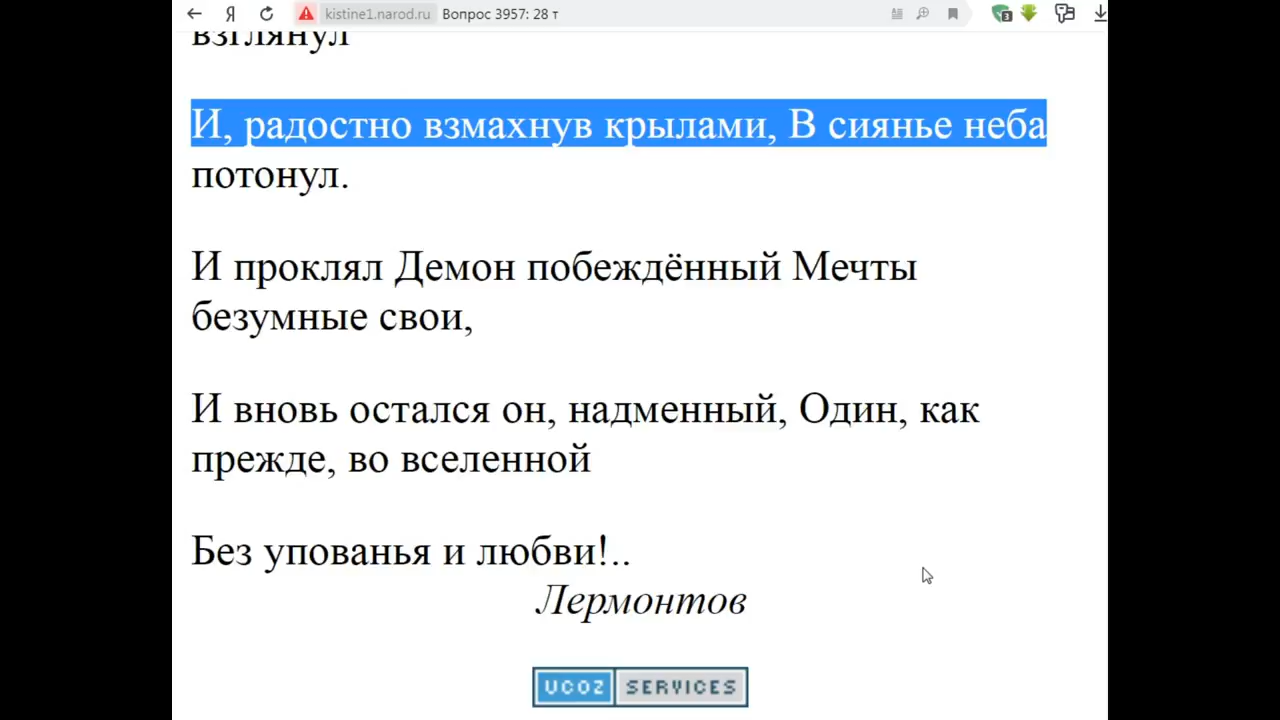 kistine1.narod.ru Вопрос 3957: 28 т
3
взглянул
И, радостно взмахнув крылами, В сиянье неба
потонул.
И проклял Демон побеждённый Мечты
безумные свои,
И вновь остался он, надменный, Один, как
прежде, во вселенной
Без упованья и любви!..
Лермонтов
UCOZ SERVICES